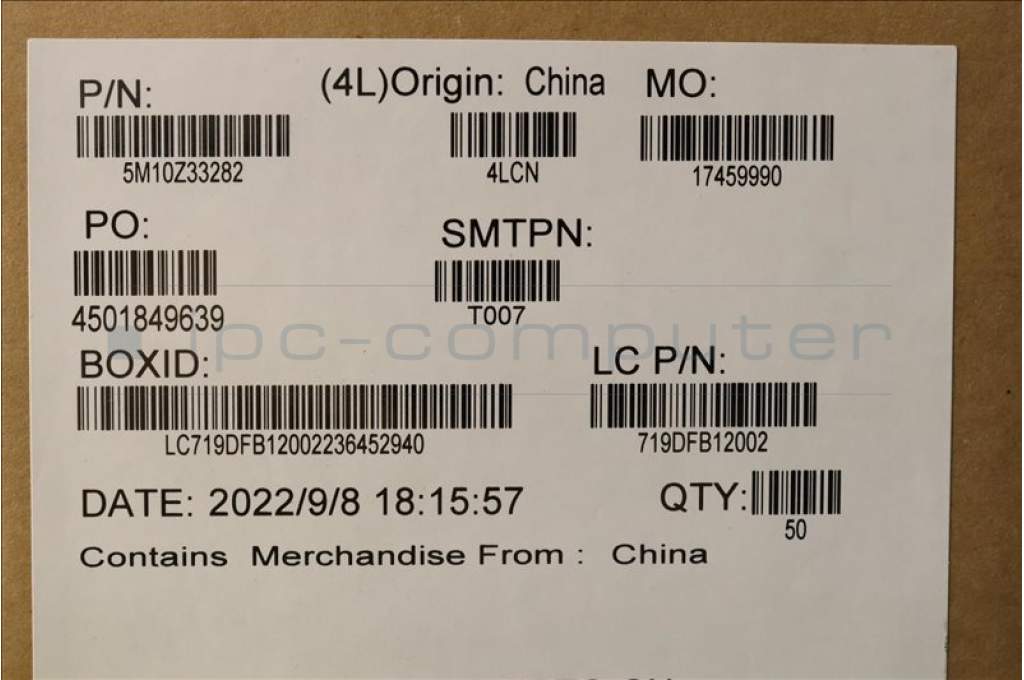 P/N:
(4L)Origin: China
MO:
5M10Z33282
4LCN
17459990
PO:
SMTPN:
4501849639
T007
ipc-computer
BOXID:
LC P/N:
LC719DFB12002236452940
719DFB12002
DATE: 2022/9/8 18:15:57
QTY:
50
Contains Merchandise From : China